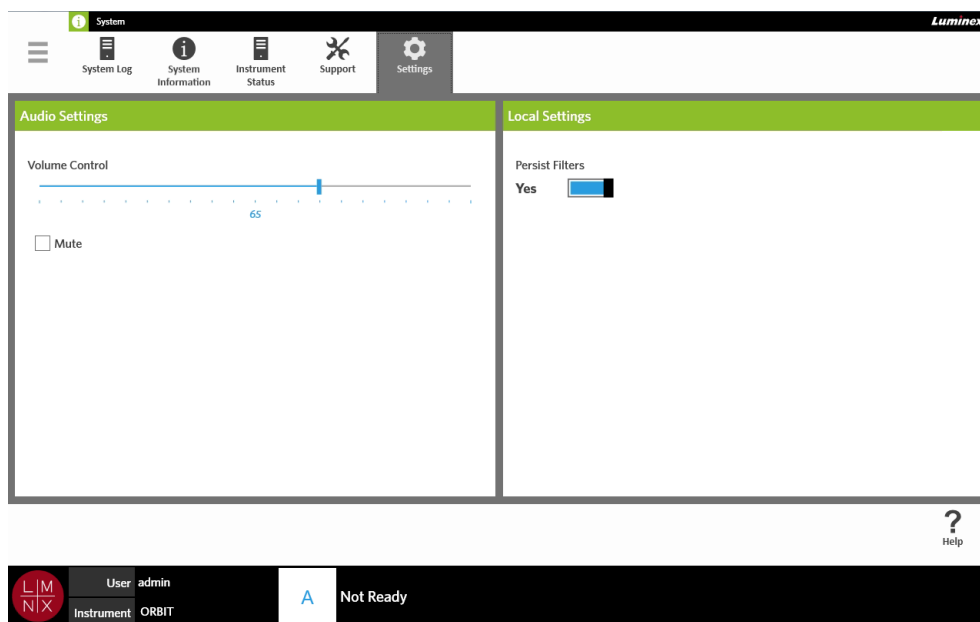 System
Luminex
System Log
System
Information
Instrument
Status
Support
Settings
Audio Settings
Local Settings
Volume Control
65
Mute
Persist Filters
Yes
?
Help
L M
N X
User admin
Instrument ORBIT
A
Not Ready